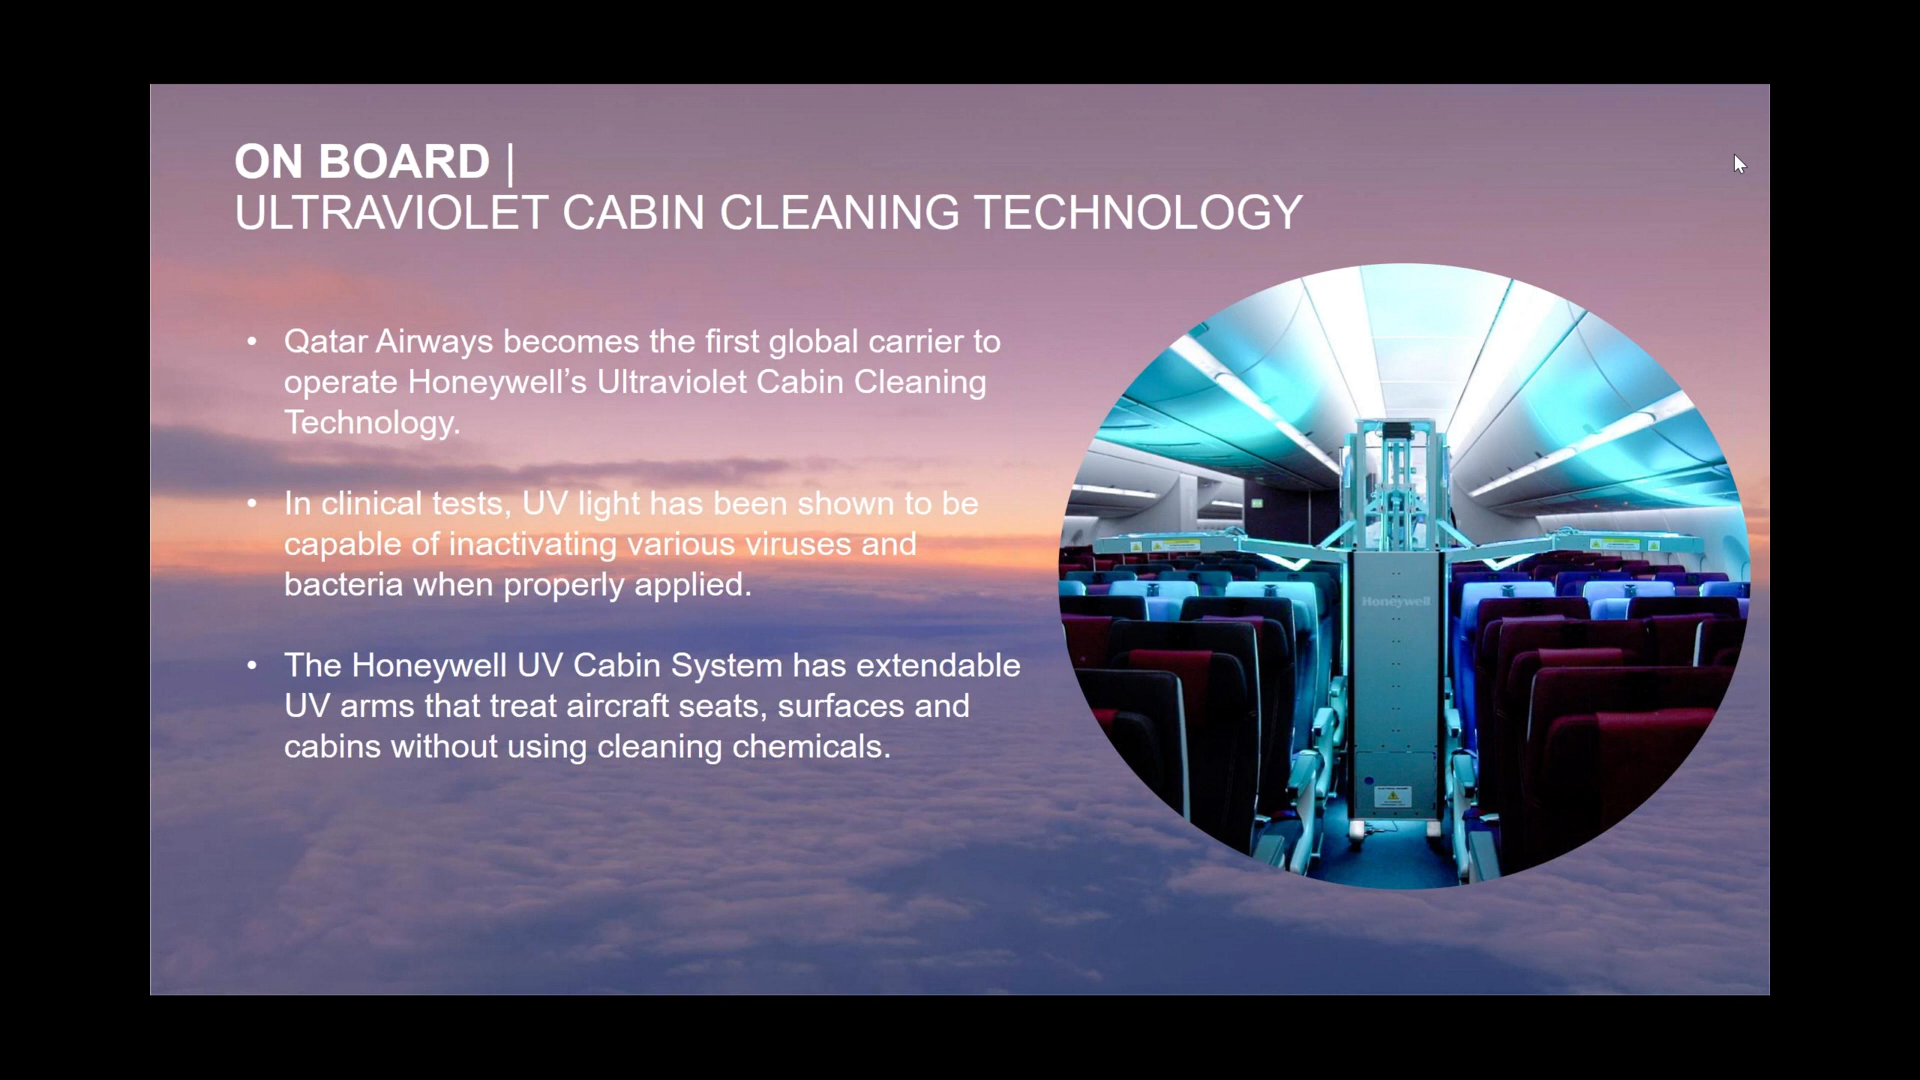 ON BOARD |
ULTRAVIOLET CABIN CLEANING TECHNOLOGY
• Qatar Airways becomes the first global carrier to
operate Honeywell’s Ultraviolet Cabin Cleaning
Technology.
• In clinical tests, UV light has been shown to be
capable of inactivating various viruses and
bacteria when properly applied.
• The Honeywell UV Cabin System has extendable
UV arms that treat aircraft seats, surfaces and
cabins without using cleaning chemicals.
Honeywell